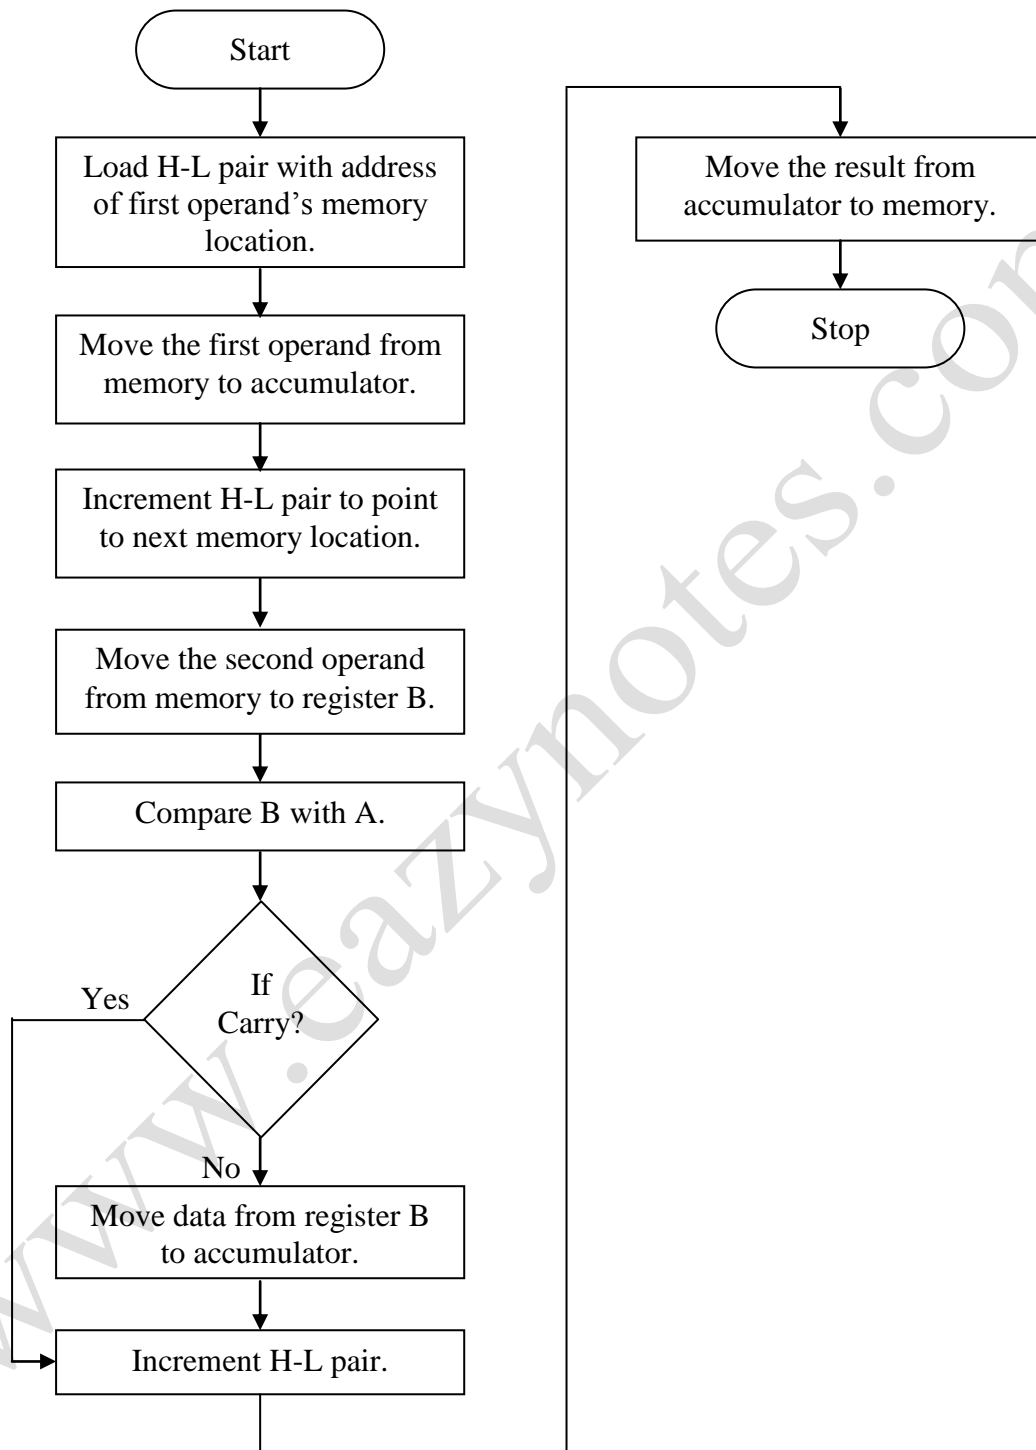 Start
Load H-L pair with address
of first operand’s memory
location.
Move the first operand from
memory to accumulator.
Increment H-L pair to point
to next memory location.
Move the second operand
from memory to register B.
Compare B with A.
If
Carry?
Yes
No
Move data from register B
to accumulator.
Increment H-L pair.
Move the result from
accumulator to memory.
Stop
www.eazynotes.com